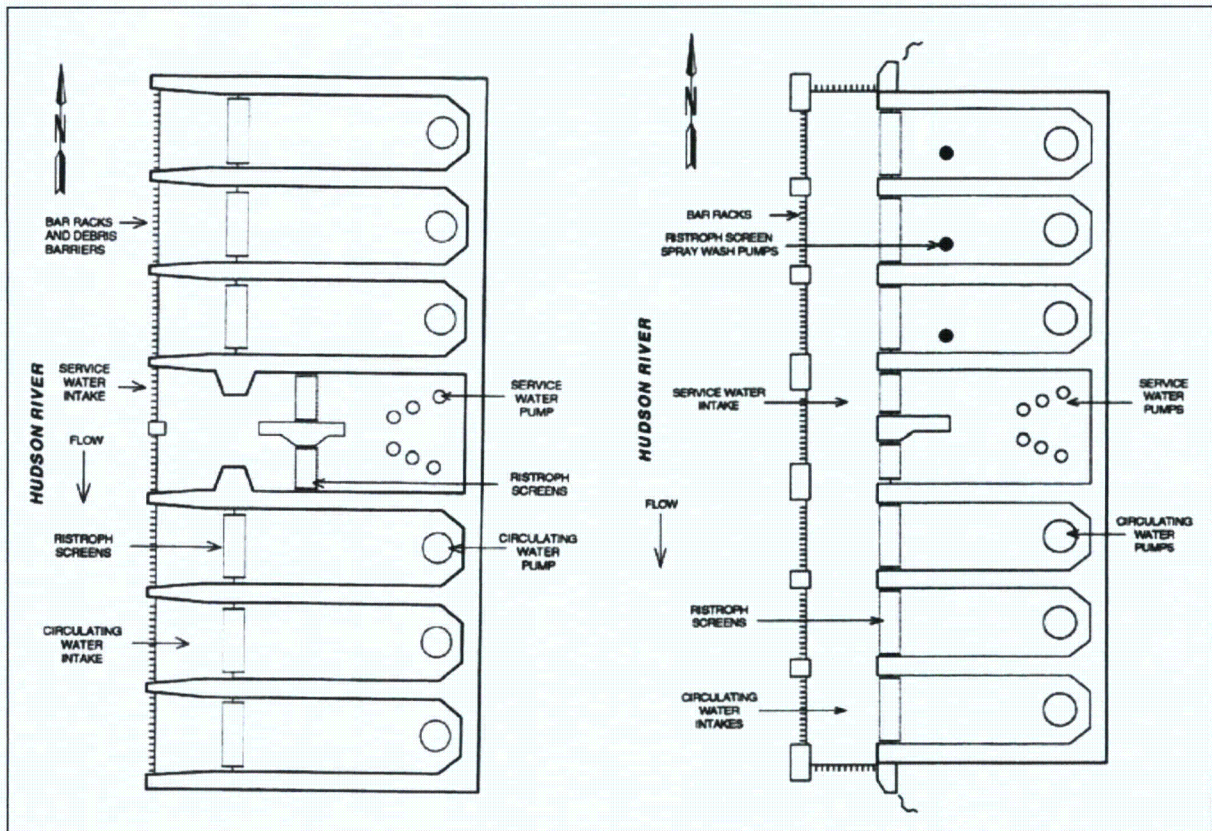 N
BAR RACKS
AND DEBRIS
BARRIERS
SERVICE
WATER
INTAKE
HUDSON RIVER
FLOW
RISTROPH
SCREENS
CIRCULATING
WATER
INTAKE
SERVICE
WATER
PUMP
RISTROPH
SCREENS
CIRCULATING
WATER
PUMP
N
BAR RACKS
RISTROPH SCREEN
SPRAY WASH PUMPS
HUDSON RIVER
SERVICE WATER
INTAKE
FLOW
RISTROPH
SCREENS
CIRCULATING
WATER
INTAKES
SERVICE
WATER
PUMPS
CIRCULATING
WATER
PUMPS